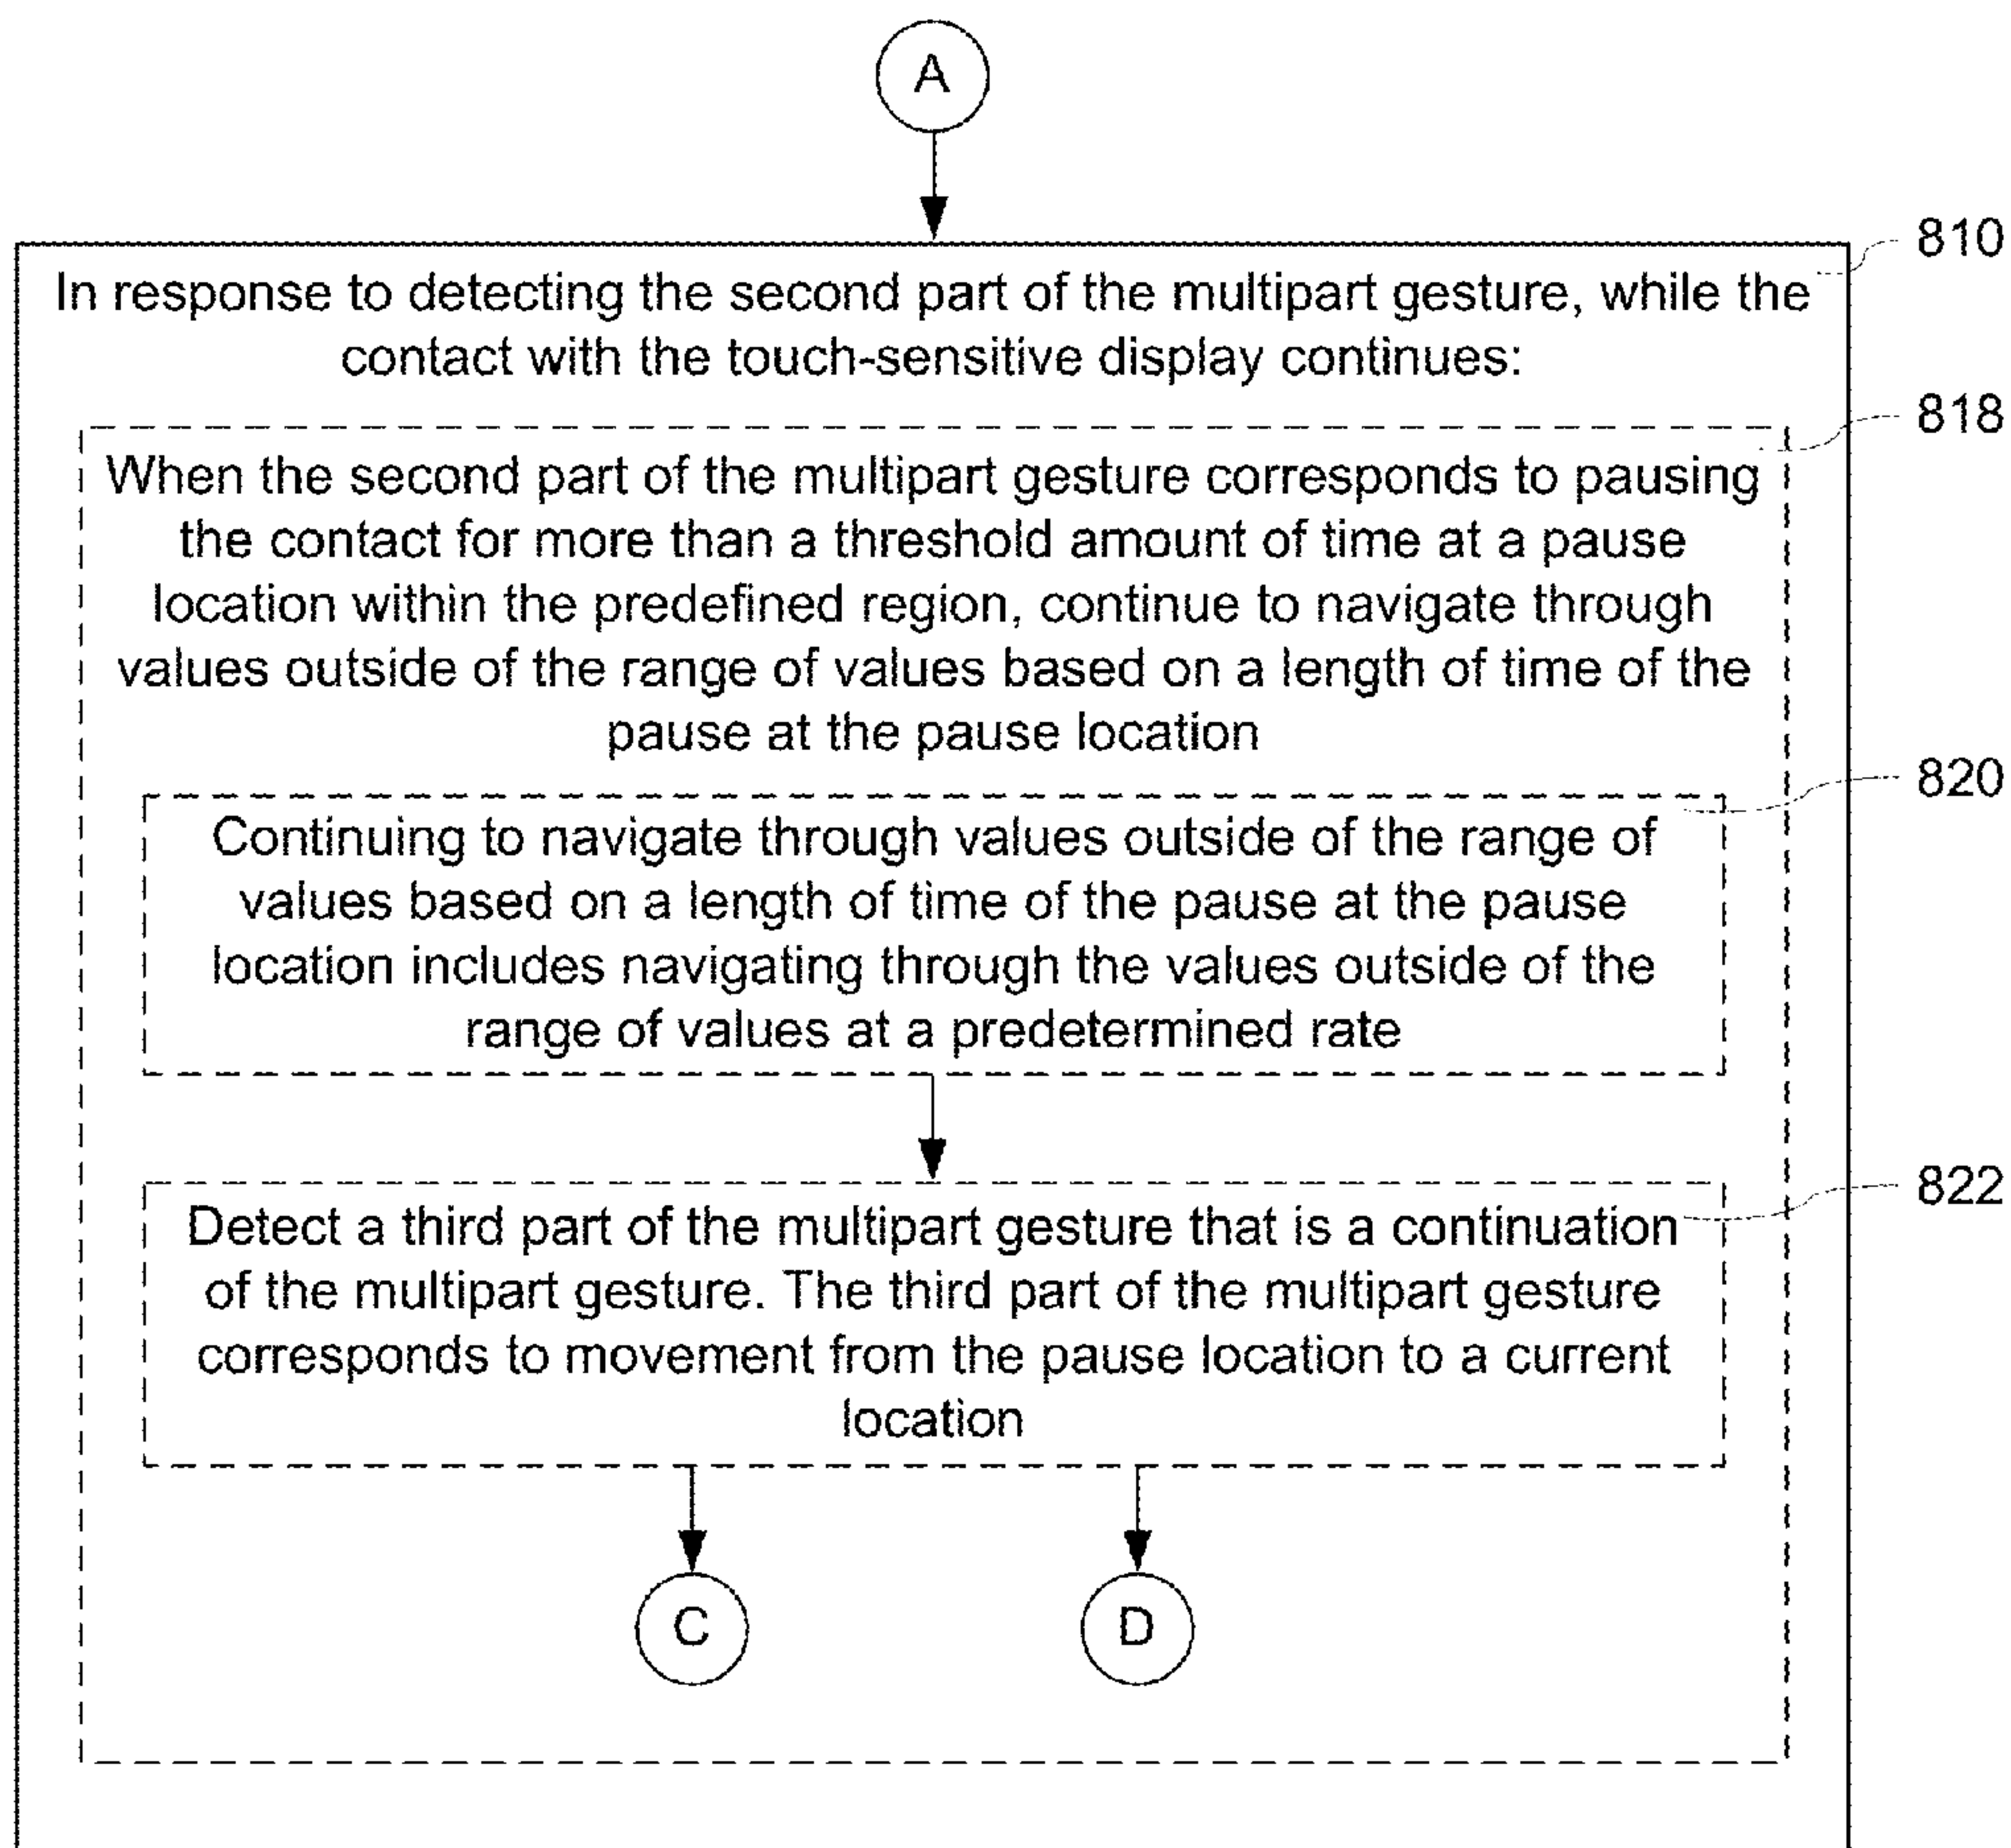 A
810
In response to detecting the second part of the multipart gesture, while the
contact with the touch-sensitive display continues:
818
When the second part of the multipart gesture corresponds to pausing
the contact for more than a threshold amount of time at a pause
location within the predefined region, continue to navigate through
values outside of the range of values based on a length of time of the
pause at the pause location
820
Continuing to navigate through values outside of the range of
values based on a length of time of the pause at the pause
location includes navigating through the values outside of the
range of values at a predetermined rate
822
Detect a third part of the multipart gesture that is a continuation
of the multipart gesture. The third part of the multipart gesture
corresponds to movement from the pause location to a current
location
C
D